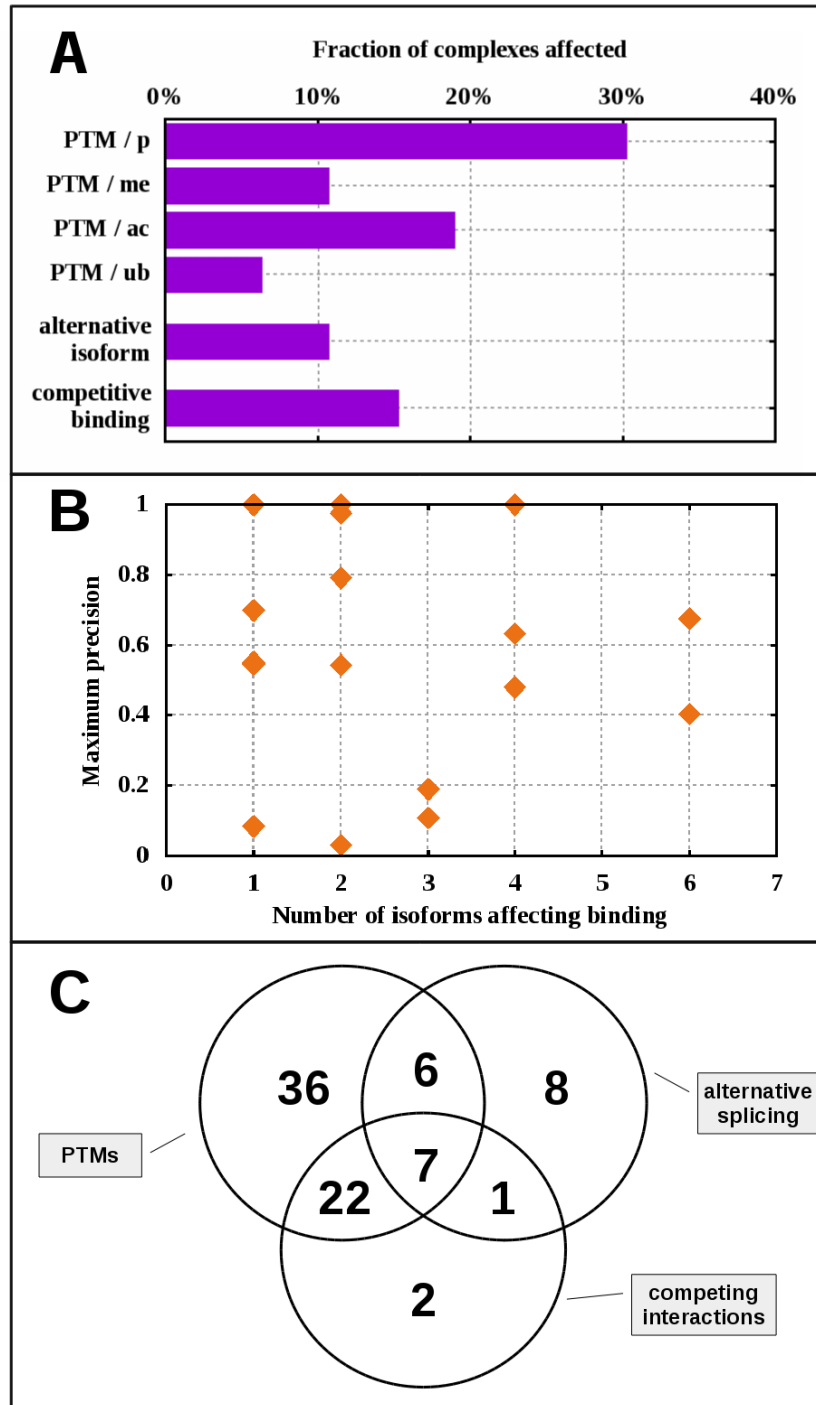 A
Fraction of complexes affected
0% 10% 20% 30% 40%
PTM / p
PTM / me
PTM / ac
PTM / ub
alternative
isoform
competitive
binding
B
Maximum precision
1
0.8
0.6
0.4
0.2
0
0 1 2 3 4 5 6 7
Number of isoforms affecting binding
C
36 6 8
alternative
splicing
PTMs
7
22 1
2
competing
interactions